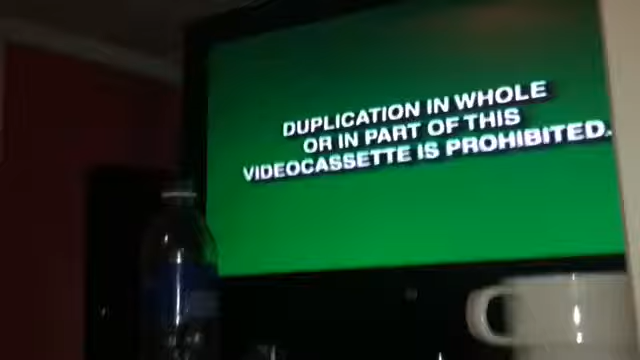 DUPLICATION IN WHOLE
OR IN PART OF THIS
VIDEOCASSETTE IS PROHIBITED.